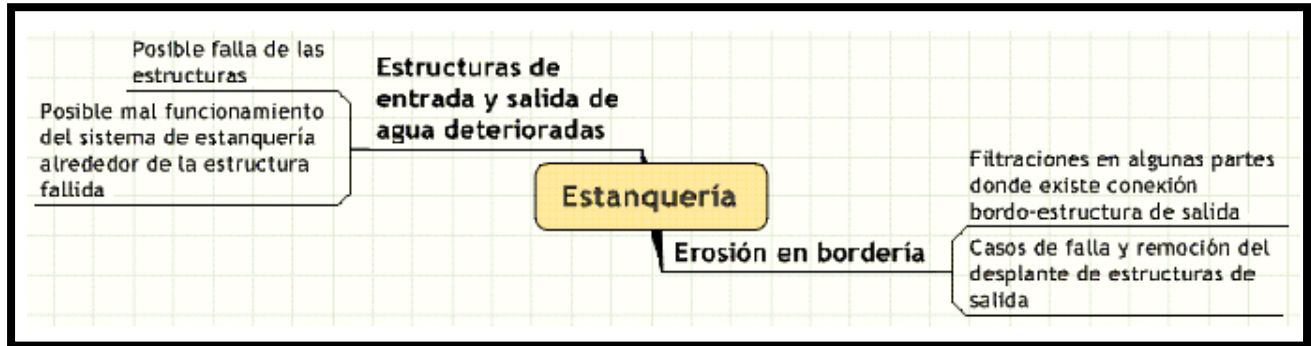 Posible falla de las
estructuras
Posible mal funcionamiento
del sistema de estanquería
alrededor de la estructura
fallida
Estructuras de
entrada y salida de
agua deterioradas
Estanquería
Erosión en bordería
Filtraciones en algunas partes
donde existe conexión
bordo-estructura de salida
Casos de falla y remoción del
desplante de estructuras de
salida